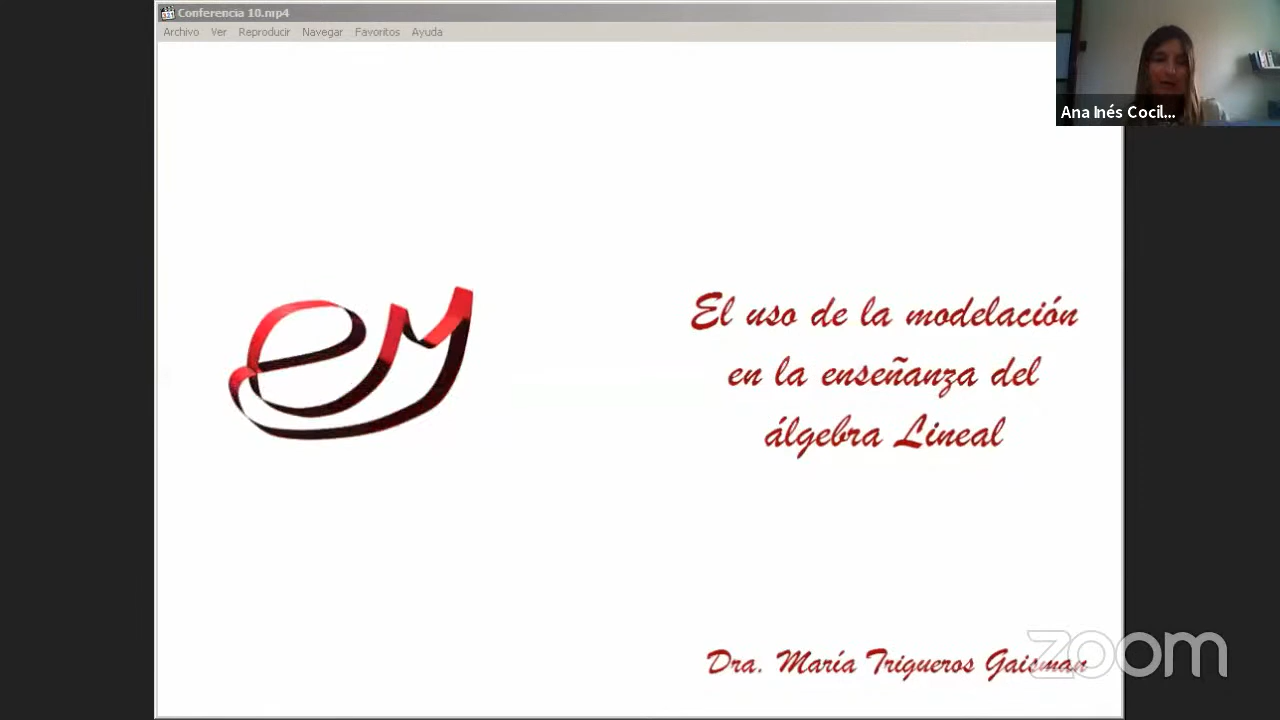 Conferencia 10.mp4
Archivo Ver Reproducir Navegar Favoritos Ayuda
Ana Inés Cocil...
em
El uso de la modelación
en la enseñanza del
álgebra Lineal
Dra. María Trigueros Gaisman
zoom